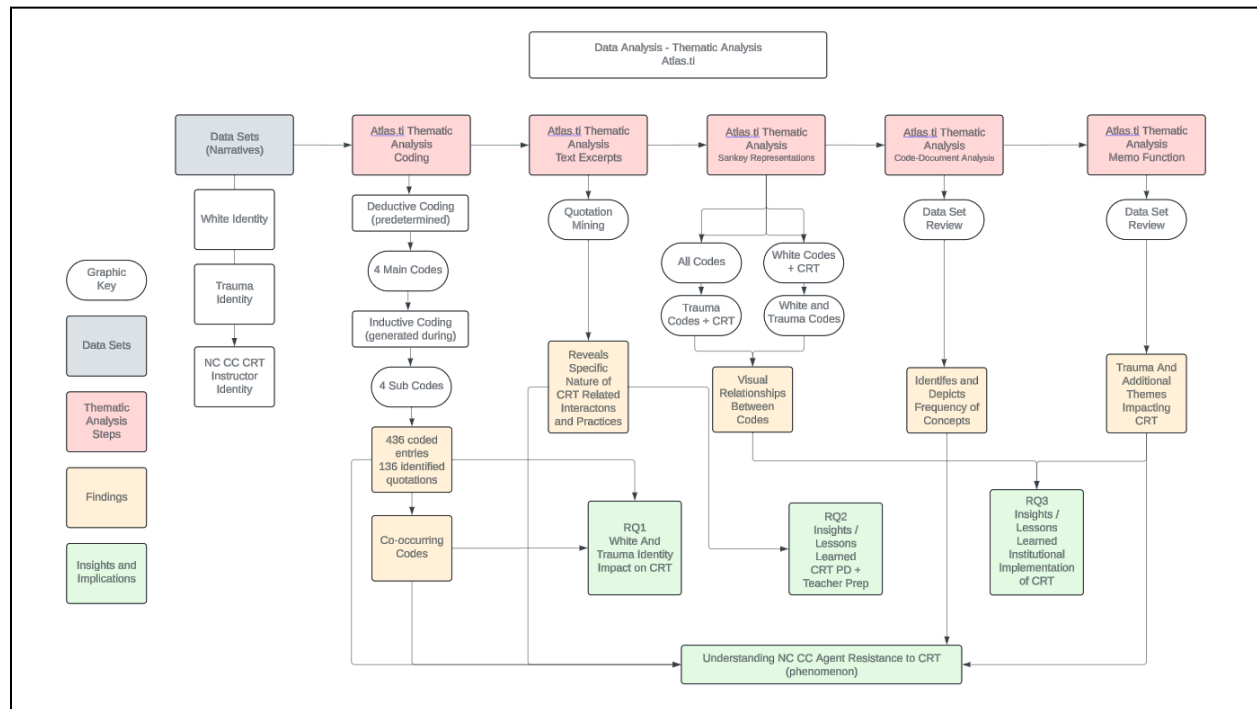 Data Analysis - Thematic Analysis
Atlas.ti
Data Sets
(Narratives)
Atlas.ti Thematic
Analysis
Coding
Atlas.ti Thematic
Analysis
Text Excerpts
Atlas.ti Thematic
Analysis
Sankey Representations
Atlas.ti Thematic
Analysis
Code-Document Analysis
Atlas.ti Thematic
Analysis
Memo Function
White Identity
Trauma
Identity
NC CC CRT
Instructor
Identity
Deductive Coding
(predetermined)
4 Main Codes
Inductive Coding
(generated during)
4 Sub Codes
436 coded
entries
136 identified
quotations
Co-occurring
Codes
Quotation
Mining
Reveals
Specific
Nature of
CRT Related
Interactons
and Practices
All Codes
White Codes
+ CRT
Trauma
Codes + CRT
White and
Trauma Codes
Visual
Relationships
Between
Codes
Data Set
Review
Identifes and
Depicts
Frequency of
Concepts
Data Set
Review
Trauma And
Additional
Themes
Impacting
CRT
RQ1
White And
Trauma Identity
Impact on CRT
RQ2
Insights /
Lessons
Learned
CRT PD +
Teacher Prep
RQ3
Insights /
Lessons
Learned
Institutional
Implementation
of CRT
Understanding NC CC Agent Resistance to CRT
(phenomenon)
Graphic
Key
Data Sets
Thematic
Analysis
Steps
Findings
Insights and
Implications